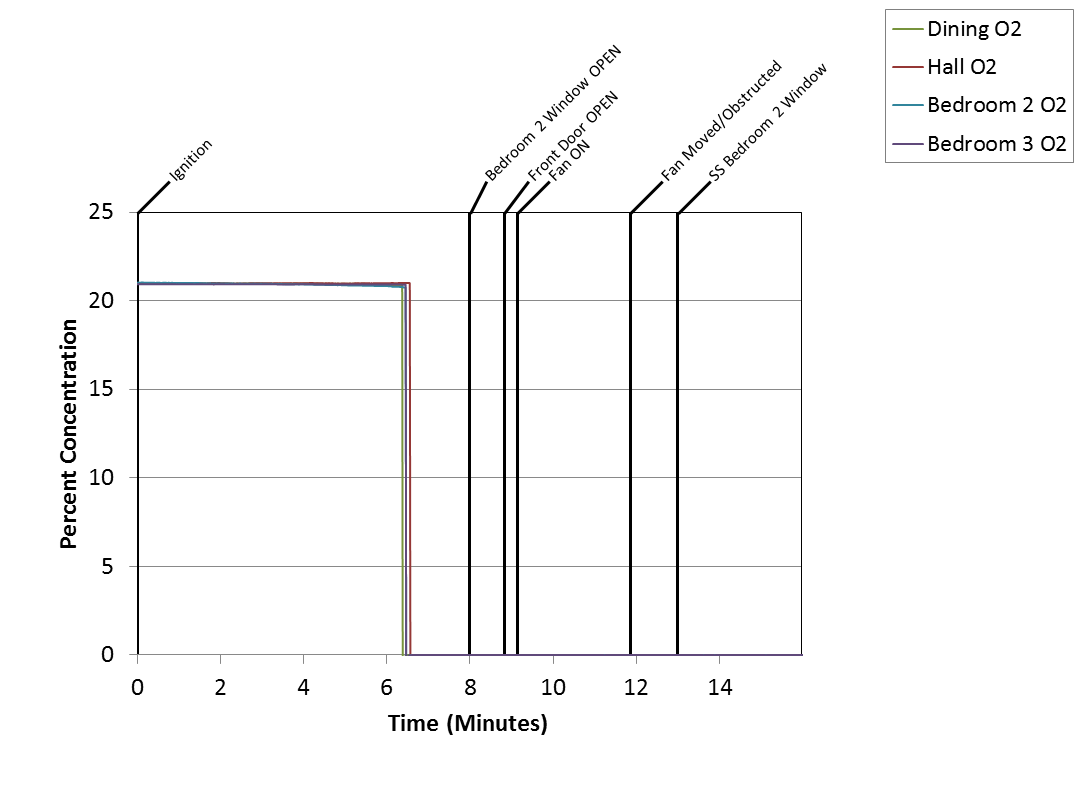 Dining O2
Hall O2
Bedroom 2 O2
Bedroom 3 O2
Ignition
Bedroom 2 Window OPEN
Front Door OPEN
Fan ON
Fan Moved/Obstructed
SS Bedroom 2 Window
Percent Concentration
25
20
15
10
5
0
0 2 4 6 8 10 12 14
Time (Minutes)